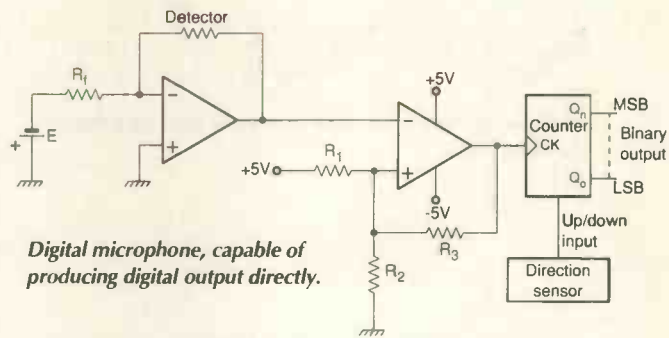 Detector
R_f
E
+
−
+
+5V
R₁
−
+
+5V
-5V
R₃
R₂
Counter
CK
Qₙ
MSB
Binary
output
Q₀
LSB
Up/down
input
Direction
sensor
Digital microphone, capable of
producing digital output directly.